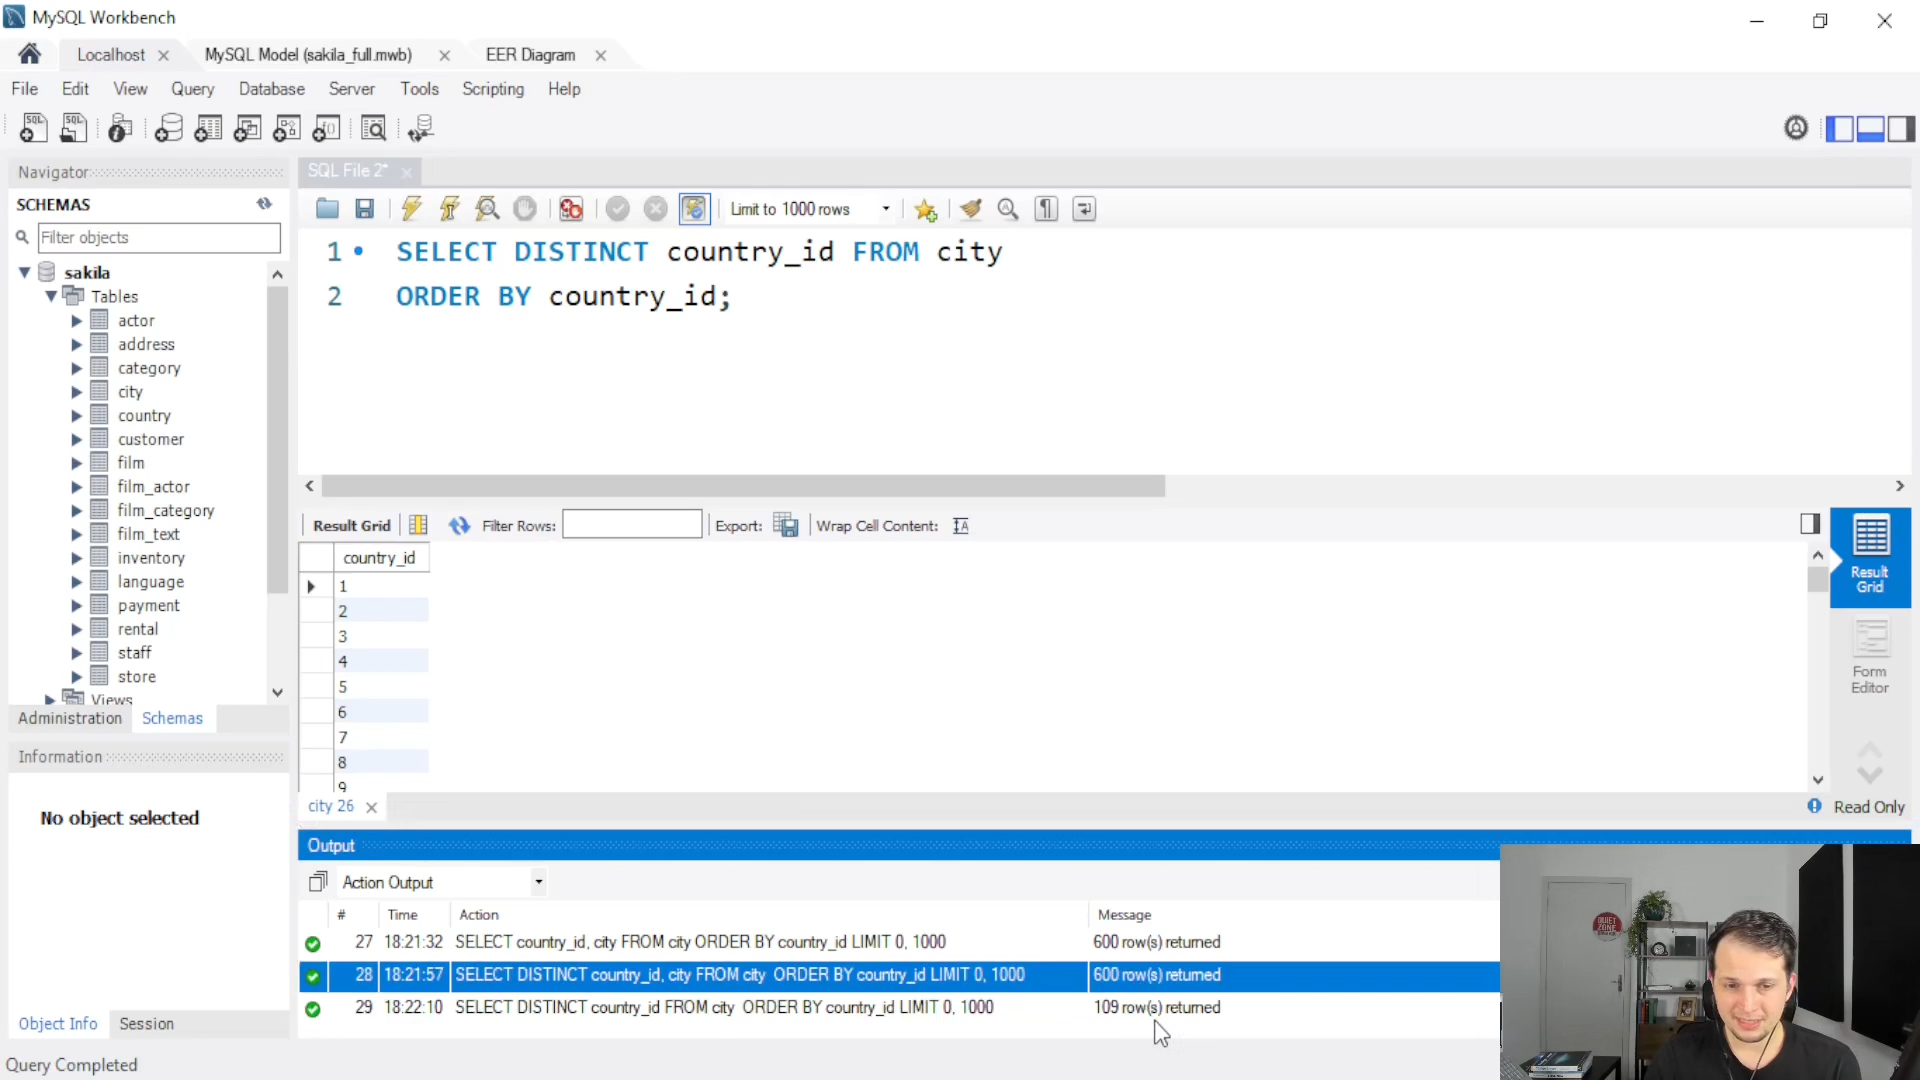 MySQL Workbench
Localhost
MySQL Model (sakila_full.mwb)
EER Diagram
File Edit View Query Database Server Tools Scripting Help
Navigator
SQL File 2*
SCHEMAS
Filter objects
Limit to 1000 rows
sakila
Tables
actor
address
category
city
country
customer
film
film_actor
film_category
film_text
inventory
language
payment
rental
staff
store
Views
Administration Schemas
Information
No object selected
Object Info Session
1 SELECT DISTINCT country_id FROM city
2 ORDER BY country_id;
Result Grid Filter Rows: Export: Wrap Cell Content:
country_id
1
2
3
4
5
6
7
8
9
Result
Grid
Form
Editor
city 26
Read Only
Output
Action Output
# Time Action Message
27 18:21:32 SELECT country_id, city FROM city ORDER BY country_id LIMIT 0, 1000 600 row(s) returned
28 18:21:57 SELECT DISTINCT country_id, city FROM city ORDER BY country_id LIMIT 0, 1000 600 row(s) returned
29 18:22:10 SELECT DISTINCT country_id FROM city ORDER BY country_id LIMIT 0, 1000 109 row(s) returned
QUIET
ZONE
Query Completed